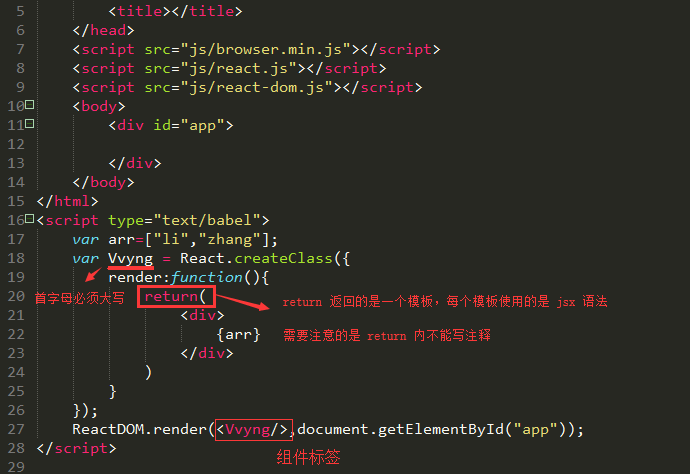 5 <title></title>
6 </head>
7 <script src="js/browser.min.js"></script>
8 <script src="js/react.js"></script>
9 <script src="js/react-dom.js"></script>
10 <body>
11 <div id="app">
12
13 </div>
14 </body>
15 </html>
16 <script type="text/babel">
17 var arr=["li","zhang"];
18 var Vvyng = React.createClass({
19 render:function(){
首字母必须大写
20 return(
return 返回的是一个模板，每个模板使用的是 jsx 语法
21 <div>
22 {arr}
需要注意的是 return 内不能写注释
23 </div>
24 )
25 }
26 });
27 ReactDOM.render(<Vvyng/>,document.getElementById("app"));
28 </script>
组件标签
29